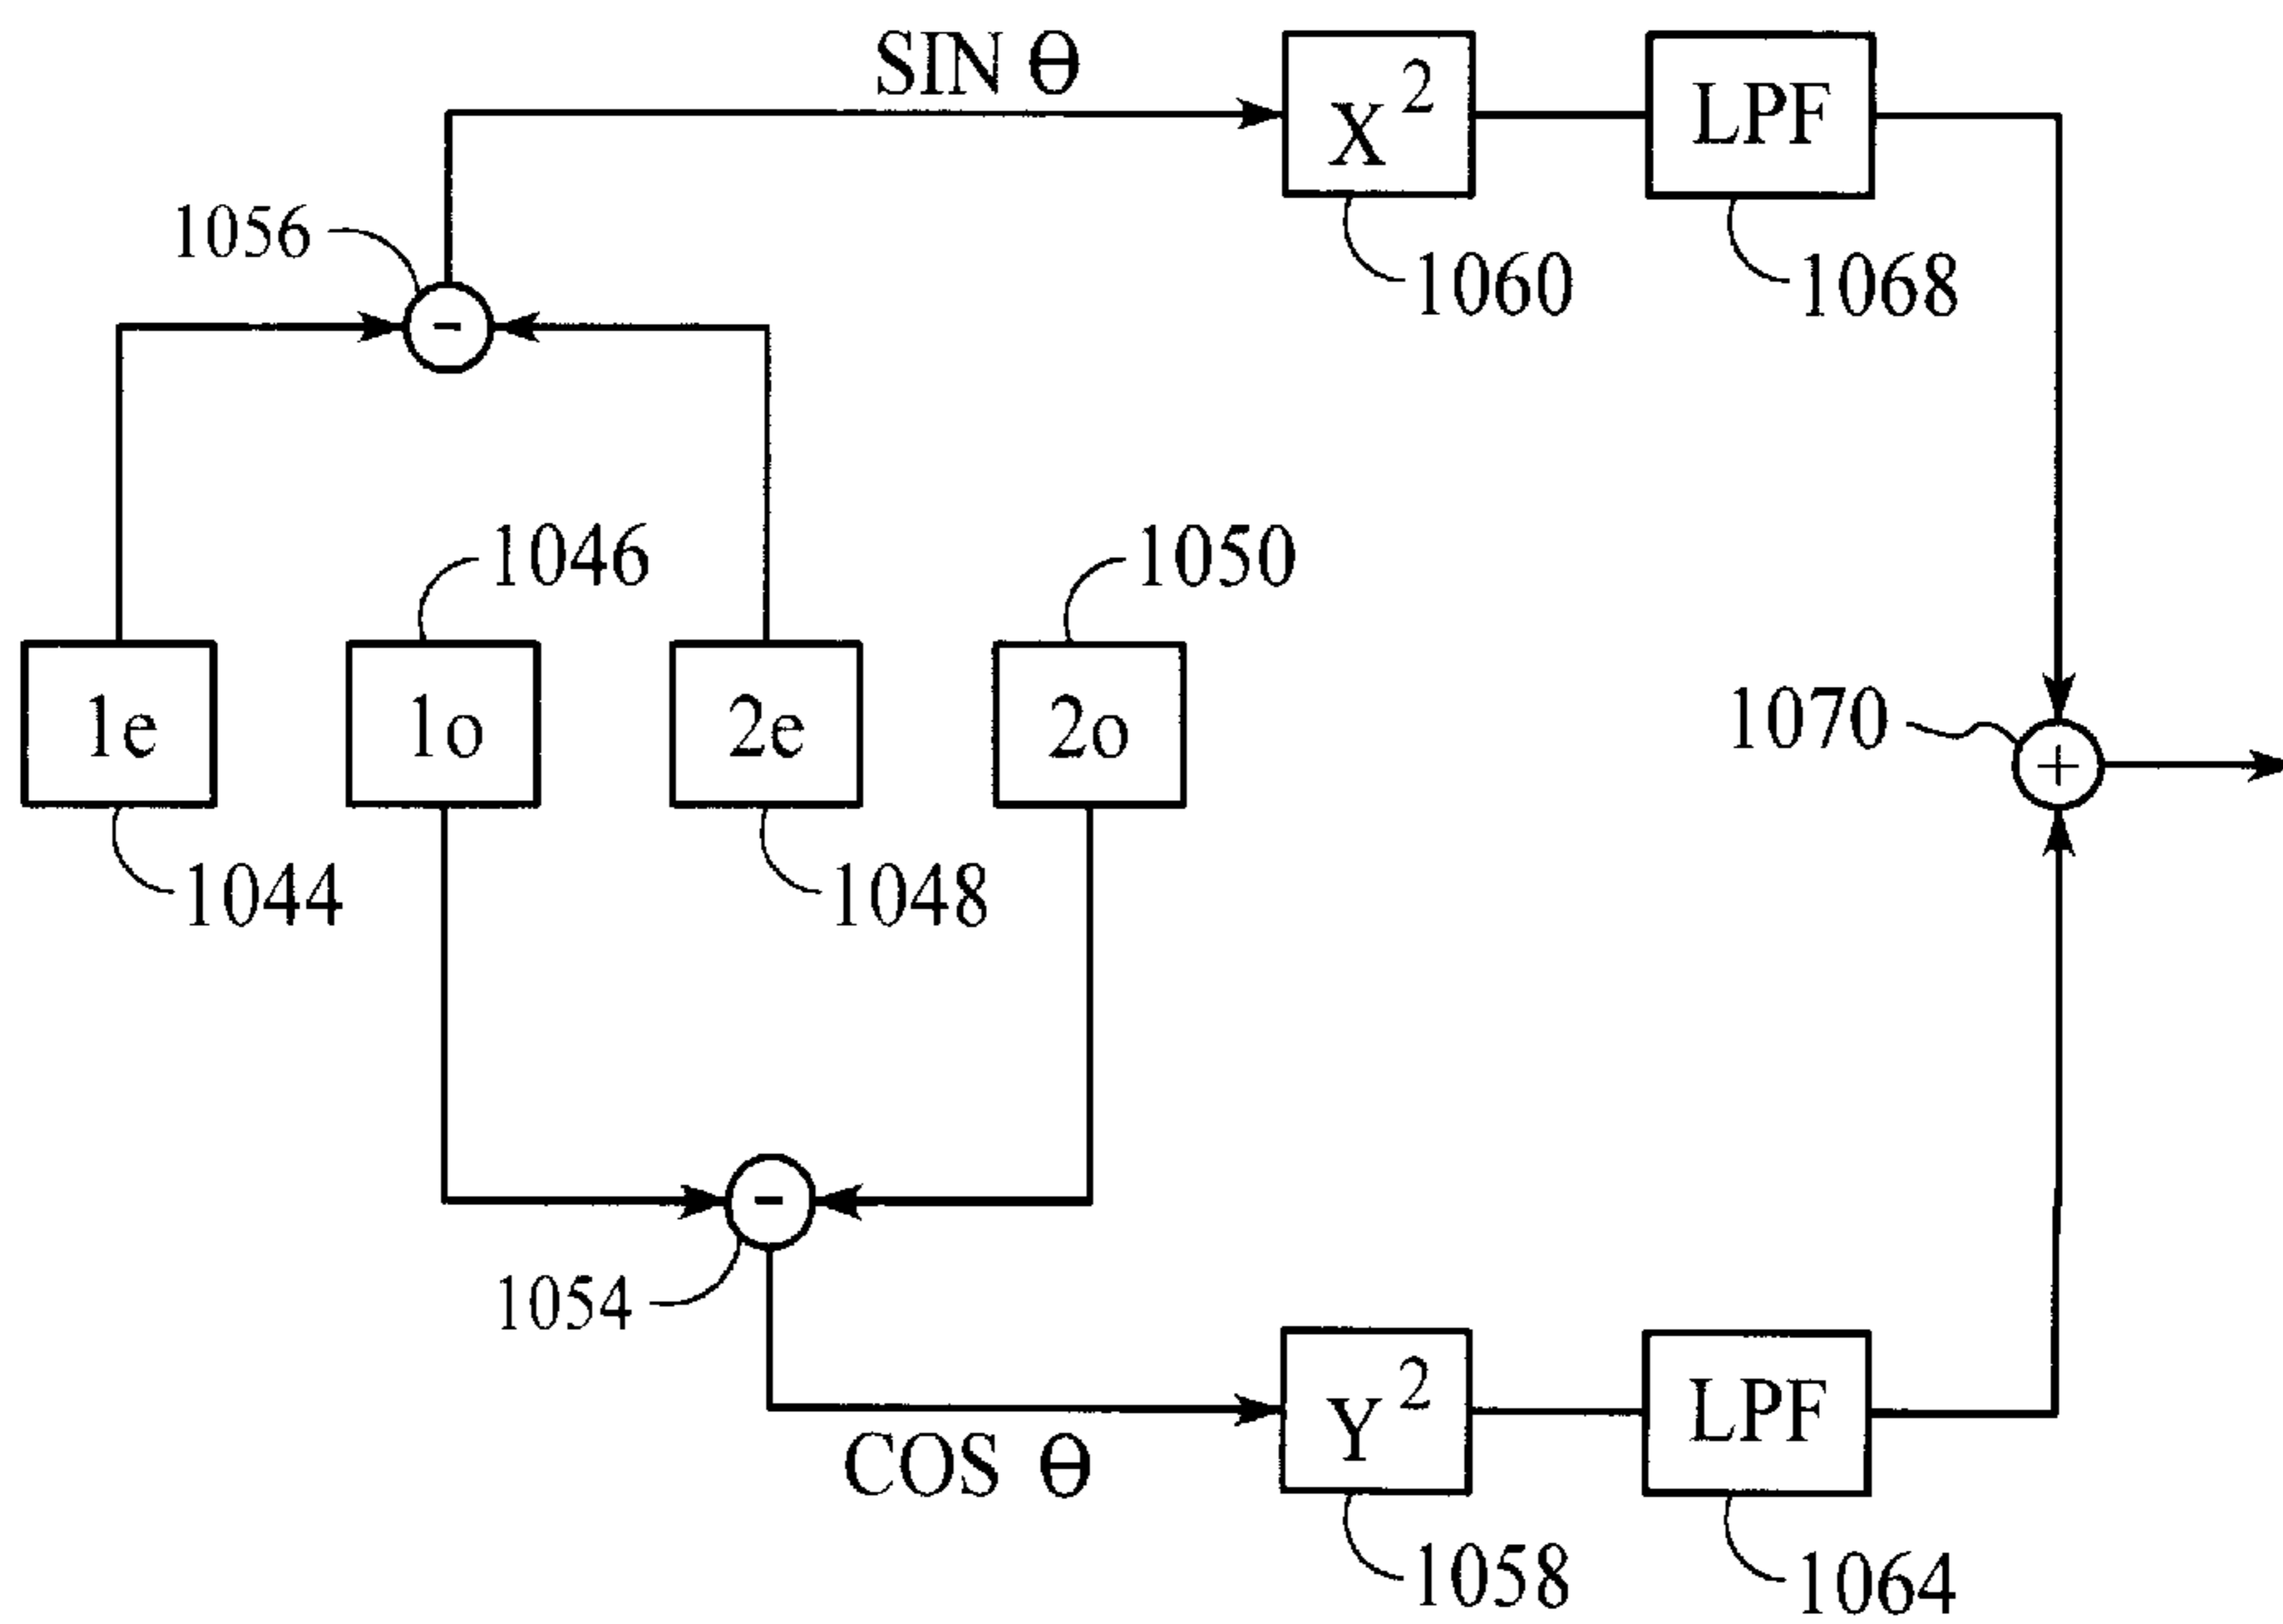 SIN Θ
X²
LPF
1056
1060
1068
-
1046
1050
1e
1o
2e
2o
1070
+
1044
1048
-
1054
Y²
LPF
COS Θ
1058
1064